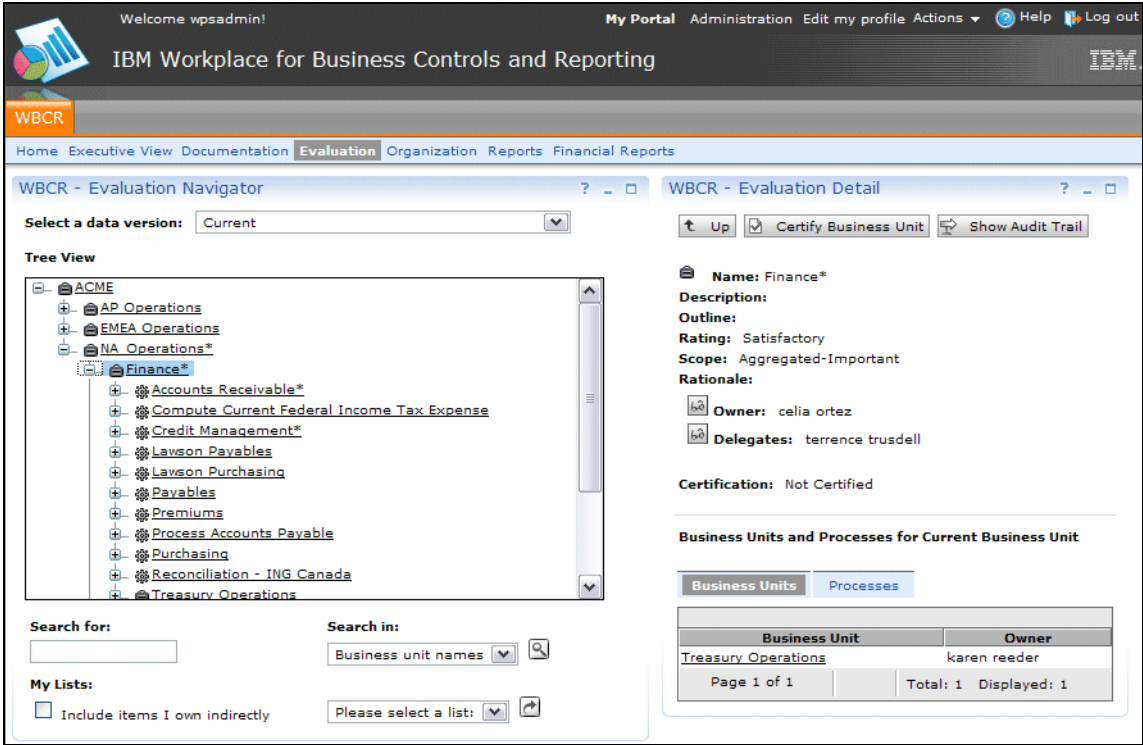 Welcome wpsadmin!
My Portal Administration Edit my profile Actions Help Log out
IBM Workplace for Business Controls and Reporting
IBM.
WBCR
Home Executive View Documentation Evaluation Organization Reports Financial Reports
WBCR - Evaluation Navigator
Select a data version: Current
Tree View
ACME
AP Operations
EMEA Operations
NA Operations*
Finance*
Accounts Receivable*
Compute Current Federal Income Tax Expense
Credit Management*
Lawson Payables
Lawson Purchasing
Payables
Premiums
Process Accounts Payable
Purchasing
Reconciliation - ING Canada
Treasury Operations
Search for:
Search in:
Business unit names
My Lists:
Include items I own indirectly
Please select a list:
WBCR - Evaluation Detail
Up Certify Business Unit Show Audit Trail
Name: Finance*
Description:
Outline:
Rating: Satisfactory
Scope: Aggregated-Important
Rationale:
Owner: celia ortez
Delegates: terrence trusdell
Certification: Not Certified
Business Units and Processes for Current Business Unit
Business Units Processes
Business Unit Owner
Treasury Operations karen reeder
Page 1 of 1 Total: 1 Displayed: 1